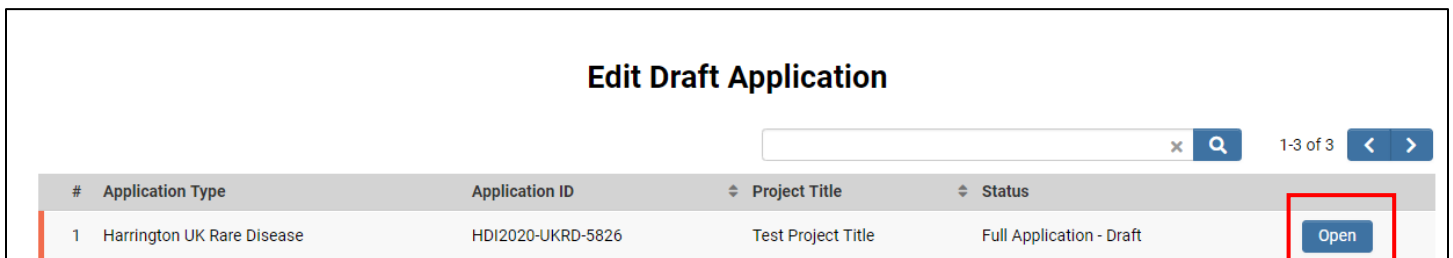 Edit Draft Application
1-3 of 3
# Application Type Application ID Project Title Status
1 Harrington UK Rare Disease HDI2020-UKRD-5826 Test Project Title Full Application - Draft Open